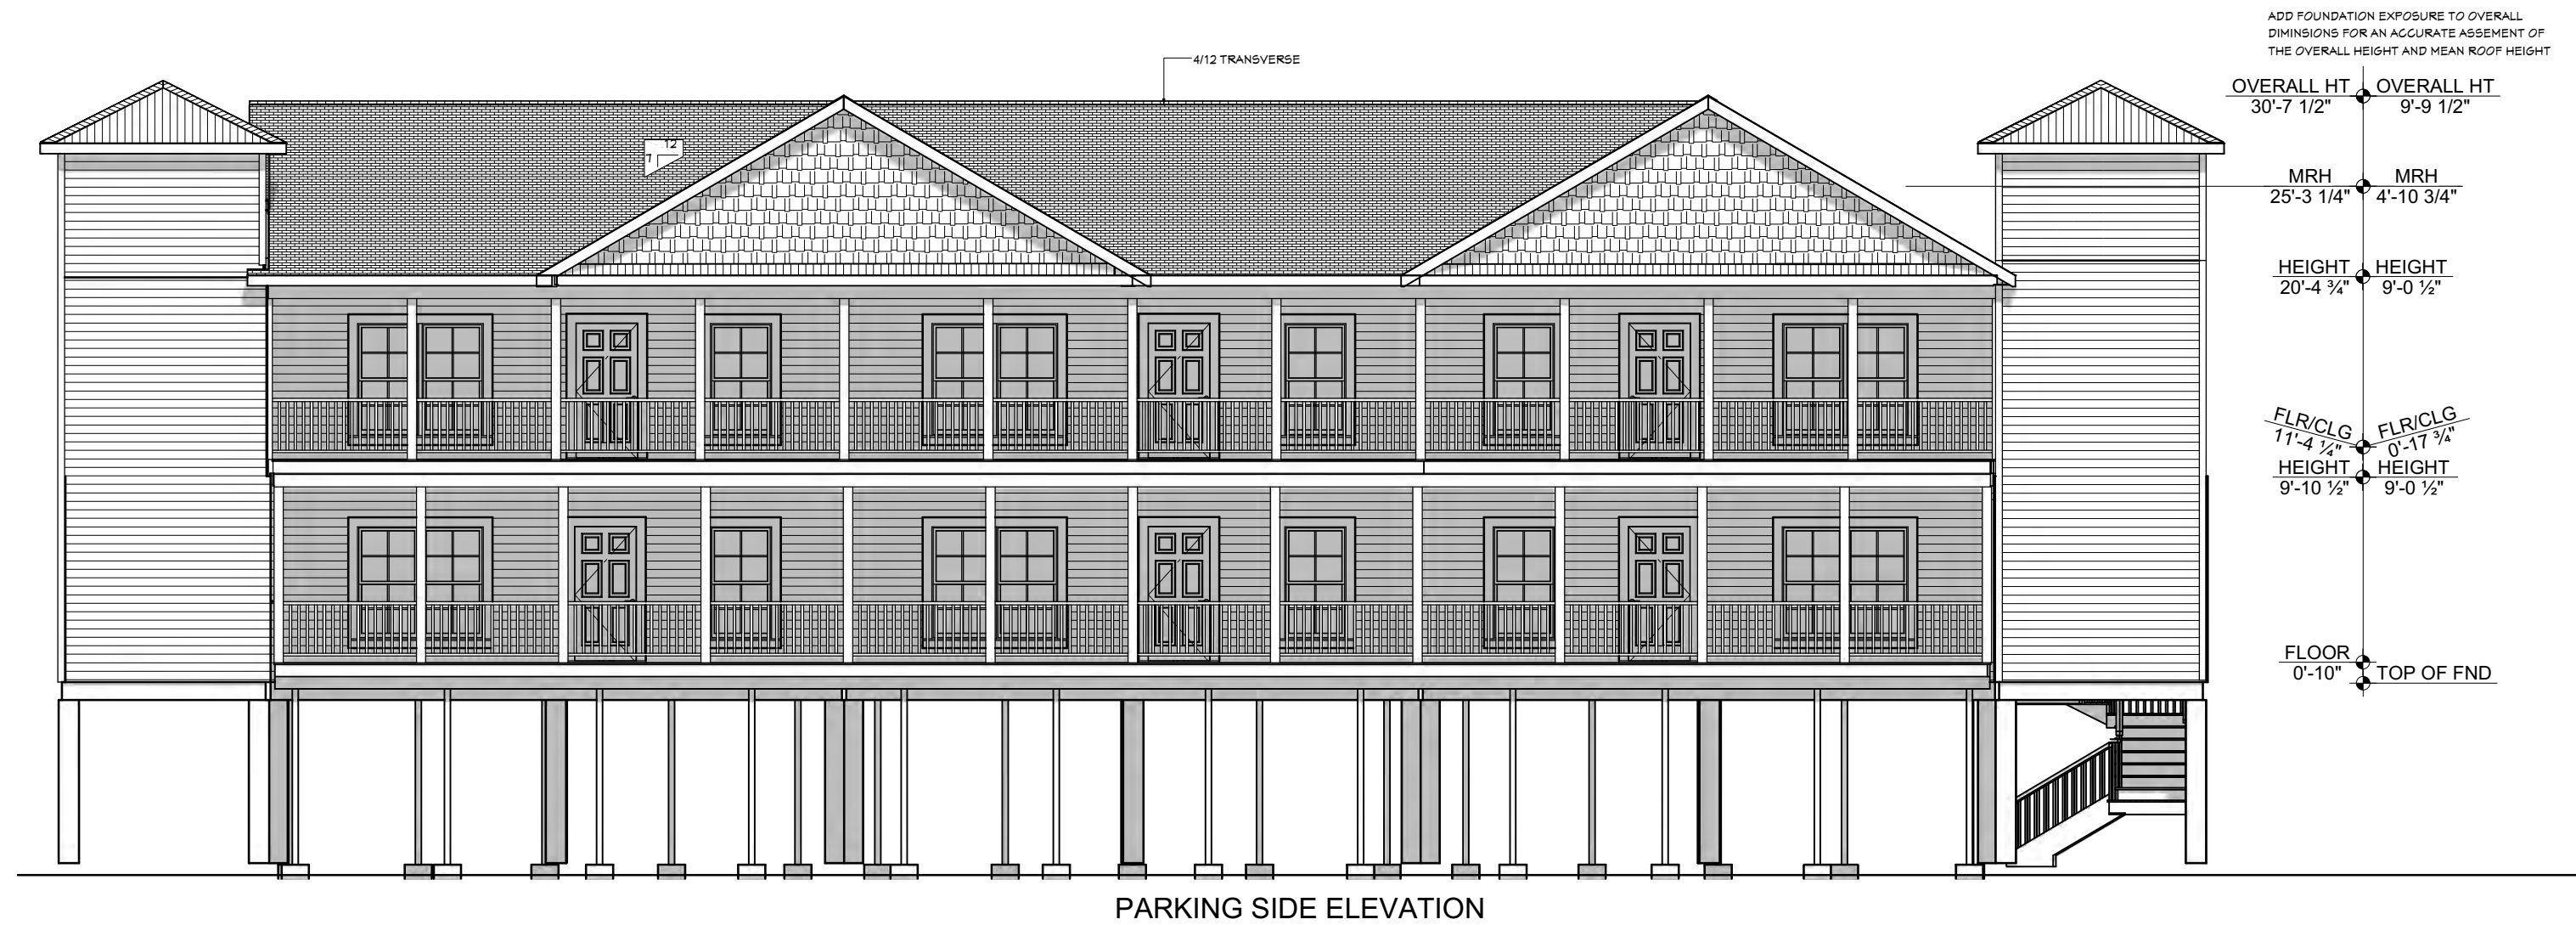 ADD FOUNDATION EXPOSURE TO OVERALL
DIMINSIONS FOR AN ACCURATE ASSEMENT OF
THE OVERALL HEIGHT AND MEAN ROOF HEIGHT
4/12 TRANSVERSE
OVERALL HT OVERALL HT
30'-7 1/2" 9'-9 1/2"
12
7
MRH MRH
25'-3 1/4" 4'-10 3/4"
HEIGHT HEIGHT
20'-4 ¾" 9'-0 ½"
FLR/CLG FLR/CLG
11'-4 ¼" 0'-17 ¾"
HEIGHT HEIGHT
9'-10 ½" 9'-0 ½"
FLOOR
0'-10" TOP OF FND
PARKING SIDE ELEVATION